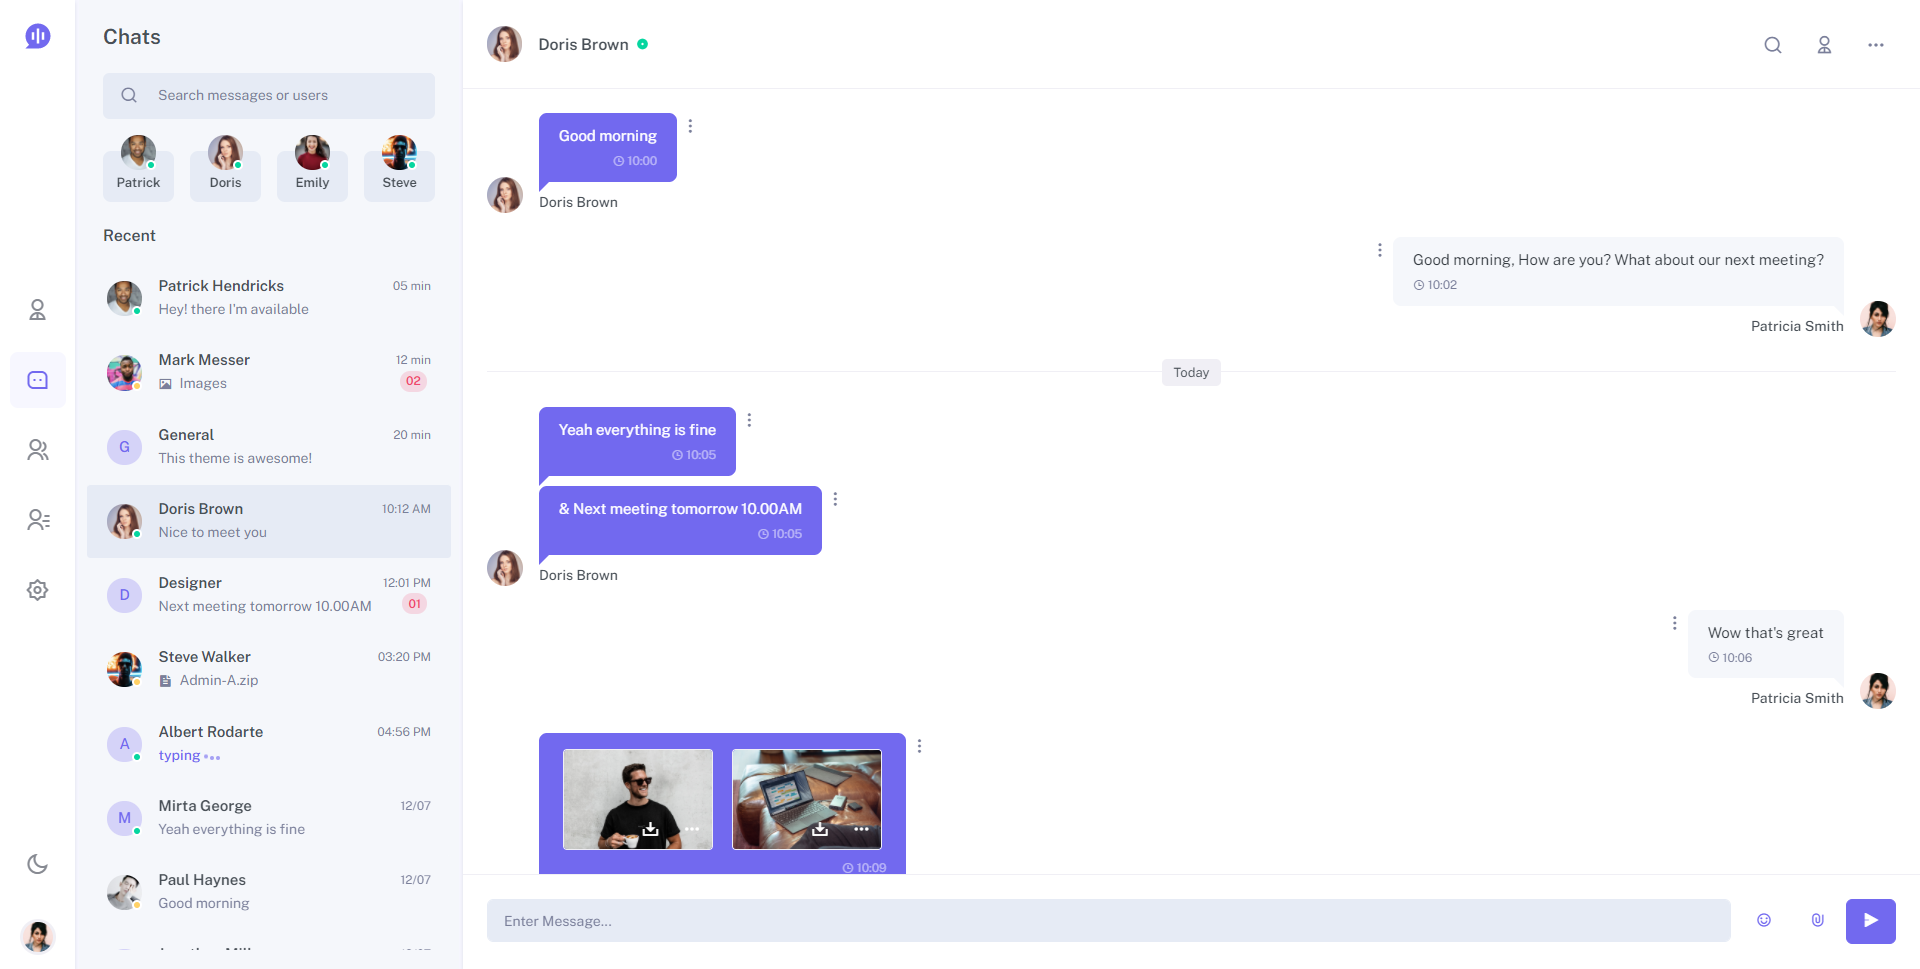 Chats
Search messages or users
Patrick
Doris
Emily
Steve
Recent
Patrick Hendricks
05 min
Hey! there I'm available
Mark Messer
12 min
Images
02
G
General
20 min
This theme is awesome!
Doris Brown
10:12 AM
Nice to meet you
D
Designer
12:01 PM
Next meeting tomorrow 10.00AM
01
Steve Walker
03:20 PM
Admin-A.zip
A
Albert Rodarte
04:56 PM
typing
M
Mirta George
12/07
Yeah everything is fine
Paul Haynes
12/07
Good morning
Doris Brown
Good morning
10:00
Doris Brown
Good morning, How are you? What about our next meeting?
10:02
Patricia Smith
Today
Yeah everything is fine
10:05
& Next meeting tomorrow 10.00AM
10:05
Doris Brown
Wow that's great
10:06
Patricia Smith
10:09
Enter Message...